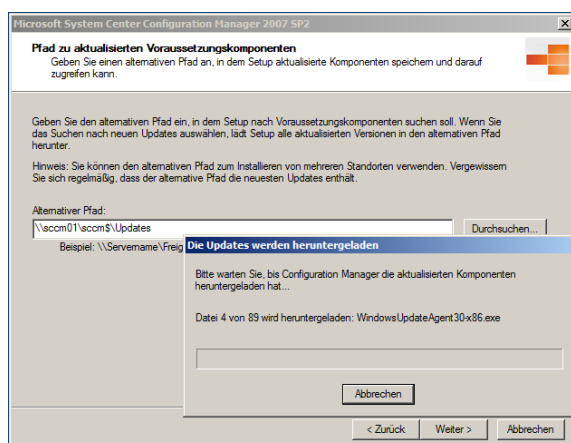 Microsoft System Center Configuration Manager 2007 SP2
Pfad zu aktualisierten Voraussetzungskomponenten
Geben Sie einen alternativen Pfad an, in dem Setup aktualisierte Komponenten speichern und darauf
zugreifen kann.
Geben Sie den alternativen Pfad ein, in dem Setup nach Voraussetzungskomponenten suchen soll. Wenn Sie
das Suchen nach neuen Updates auswählen, lädt Setup alle aktualisierten Versionen in den alternativen Pfad
herunter.
Hinweis: Sie können den alternativen Pfad zum Installieren von mehreren Standorten verwenden. Vergewissern
Sie sich regelmäßig, dass der alternative Pfad die neuesten Updates enthält.
Alternativer Pfad:
\\sccm01\sccm$\Updates
Durchsuchen...
Beispiel: \\Servername\Freig
Die Updates werden heruntergeladen
Bitte warten Sie, bis Configuration Manager die aktualisierten Komponenten
heruntergeladen hat...
Datei 4 von 89 wird heruntergeladen: WindowsUpdateAgent30-x86.exe
Abbrechen
< Zurück
Weiter >
Abbrechen